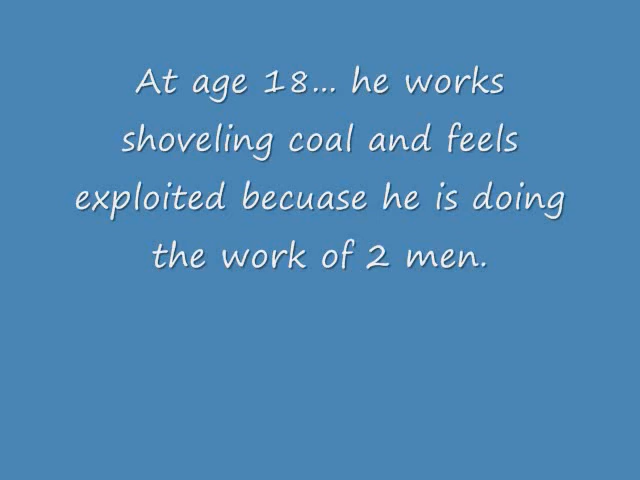 At age 18... he works
shoveling coal and feels
exploited becuase he is doing
the work of 2 men.